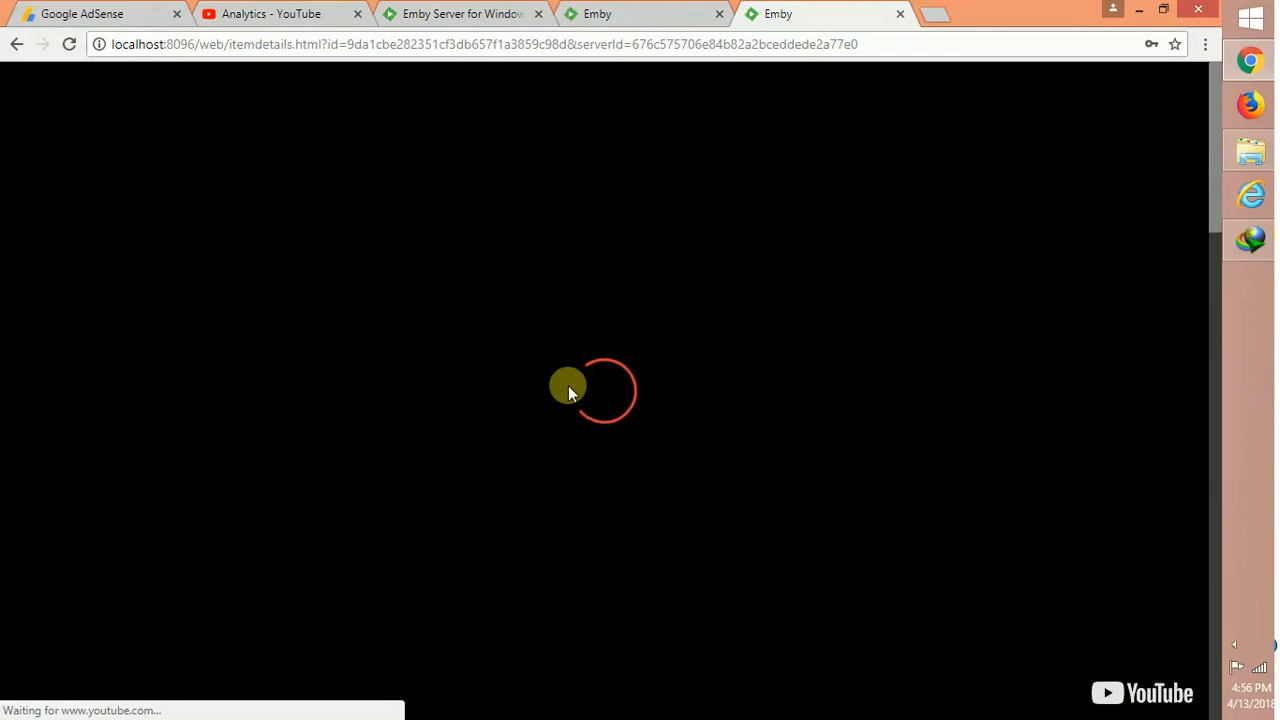 Google AdSense
Analytics - YouTube
Emby Server for Window
Emby
Emby
localhost:8096/web/itemdetails.html?id=9da1cbe282351cf3db657f1a3859c98d&serverId=676c575706e84b82a2bceddede2a77e0
YouTube
Waiting for www.youtube.com...
4:56 PM
4/13/2018